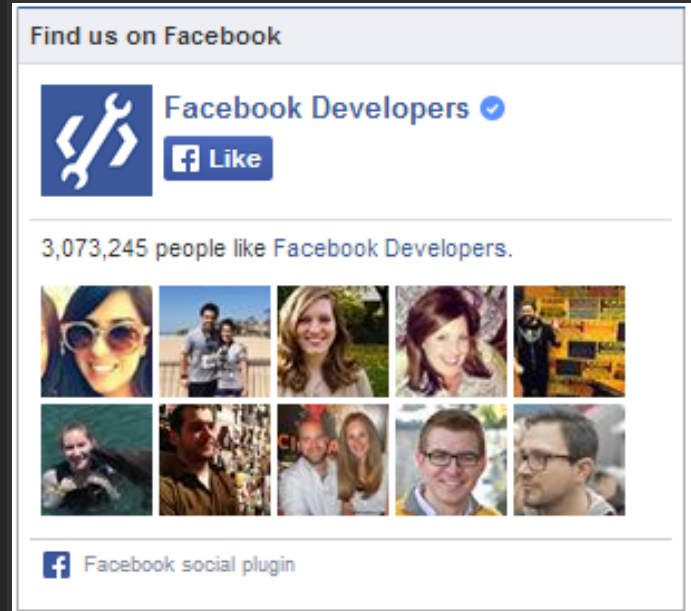 Find us on Facebook
Facebook Developers
Like
3,073,245 people like Facebook Developers.
Facebook social plugin